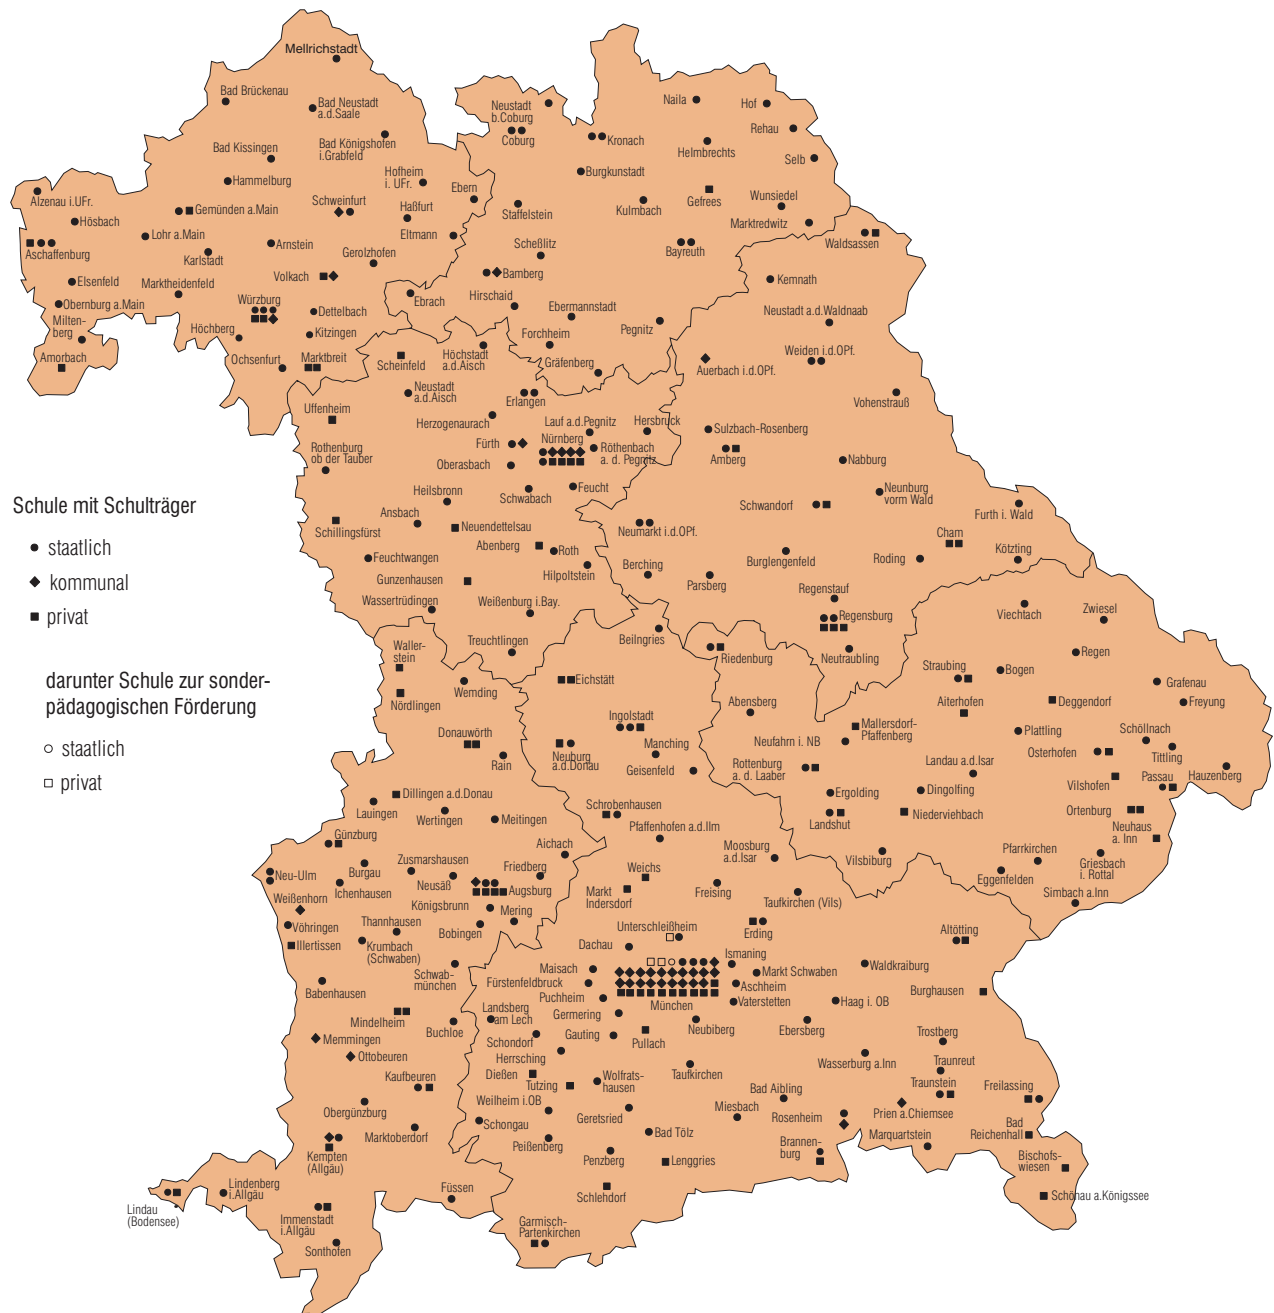 Mellrichstadt
Bad Brückenau
Bad Neustadt
a.d.Saale
Bad Königshofen
i.Grabfeld
Bad Kissingen
Hammelburg
Hofheim
i. UFr.
Ebern
Alzenau i.UFr.
Gemünden a.Main
Schweinfurt
Haßfurt
Hösbach
Lohr a.Main
Arnstein
Eltmann
Aschaffenburg
Karlstadt
Gerolzhofen
Elsenfeld
Marktheidenfeld
Volkach
Obernburg a.Main
Würzburg
Dettelbach
Ebrach
Milten-
berg
Höchberg
Kitzingen
Amorbach
Ochsenfurt
Marktbreit
Neustadt
b.Coburg
Coburg
Kronach
Naila
Hof
Rehau
Helmbrechts
Selb
Burgkunstadt
Gefrees
Wunsiedel
Staffelstein
Kulmbach
Marktredwitz
Scheßlitz
Bayreuth
Waldsassen
Bamberg
Hirschaid
Ebermannstadt
Pegnitz
Forchheim
Gräfenberg
Kemnath
Neustadt a.d.Waldnaab
Weiden i.d.OPf.
Auerbach i.d.OPf.
Vohenstrauß
Scheinfeld
Höchstadt
a.d.Aisch
Neustadt
a.d.Aisch
Erlangen
Uffenheim
Herzogenaurach
Lauf a.d.Pegnitz
Hersbruck
Sulzbach-Rosenberg
Rothenburg
ob der Tauber
Fürth
Nürnberg
Röthenbach
a. d. Pegnitz
Amberg
Nabburg
Oberasbach
Heilsbronn
Schwabach
Feucht
Neunburg
vorm Wald
Schwandorf
Furth i. Wald
Schillingsfürst
Ansbach
Neuendettelsau
Neumarkt i.d.OPf.
Cham
Abenberg
Roth
Feuchtwangen
Hilpoltstein
Berching
Burglengenfeld
Roding
Kötzting
Gunzenhausen
Parsberg
Regenstauf
Wassertrüdingen
Weißenburg i.Bay.
Regensburg
Viechtach
Zwiesel
Treuchtlingen
Beilngries
Riedenburg
Neutraubling
Regen
Schule mit Schulträger
staatlich
kommunal
privat
darunter Schule zur sonder-
pädagogischen Förderung
staatlich
privat
Waller-
stein
Nördlingen
Wemding
Eichstätt
Straubing
Bogen
Grafenau
Freyung
Abensberg
Aiterhofen
Deggendorf
Ingolstadt
Mallersdorf-
Pfaffenberg
Donauwörth
Rain
Neuburg
a.d.Donau
Manching
Geisenfeld
Neufahrn i. NB
Plattling
Schöllnach
Tittling
Rottenburg
a. d. Laaber
Landau a.d.Isar
Osterhofen
Hauzenberg
Dillingen a.d.Donau
Vilshofen
Passau
Lauingen
Wertingen
Meitingen
Schrobenhausen
Ergolding
Dingolfing
Landshut
Niederviehbach
Ortenburg
Neuhaus
a. Inn
Günzburg
Pfaffenhofen a.d.Ilm
Vilsbiburg
Pfarrkirchen
Griesbach
i. Rottal
Eggenfelden
Simbach a.Inn
Aichach
Moosburg
a.d.Isar
Neu-Ulm
Burgau
Zusmarshausen
Friedberg
Weichs
Ichenhausen
Neusäß
Augsburg
Markt
Indersdorf
Freising
Taufkirchen (Vils)
Weißenhorn
Königsbrunn
Mering
Vöhringen
Thannhausen
Bobingen
Unterschleißheim
Erding
Altötting
Illertissen
Krumbach
(Schwaben)
Dachau
Ismaning
Waldkraiburg
Schwab-
münchen
Maisach
Markt Schwaben
Babenhausen
Fürstenfeldbruck
Aschheim
Burghausen
Puchheim
München
Vaterstetten
Haag i. OB
Mindelheim
Landsberg
am Lech
Germering
Neubiberg
Ebersberg
Buchloe
Schondorf
Gauting
Pullach
Trostberg
Memmingen
Herrsching
Wasserburg a.Inn
Ottobeuren
Dießen
Taufkirchen
Traunreut
Kaufbeuren
Tutzing
Wolfrats-
hausen
Bad Aibling
Traunstein
Freilassing
Obergünzburg
Weilheim i.OB
Geretsried
Miesbach
Rosenheim
Prien a.Chiemsee
Bad
Reichenhall
Marktoberdorf
Schongau
Peißenberg
Bad Tölz
Marquartstein
Kempten
(Allgäu)
Penzberg
Lenggries
Brannen-
burg
Bischofs-
wiesen
Lindenberg
i.Allgäu
Füssen
Schlehdorf
Schönau a.Königssee
Lindau
(Bodensee)
Immenstadt
i.Allgäu
Garmisch-
Partenkirchen
Sonthofen